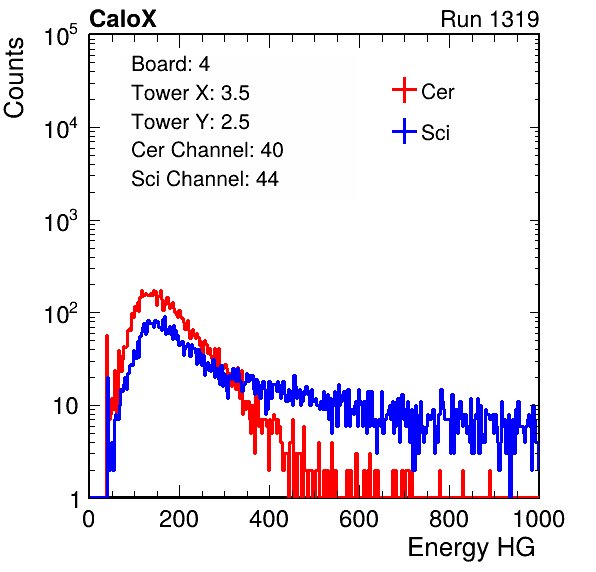 CaloX Run 1319
Counts
Board: 4
Tower X: 3.5
Tower Y: 2.5
Cer Channel: 40
Sci Channel: 44
Cer
Sci
10^5
10^4
10^3
10^2
10
1
0 200 400 600 800 1000
Energy HG